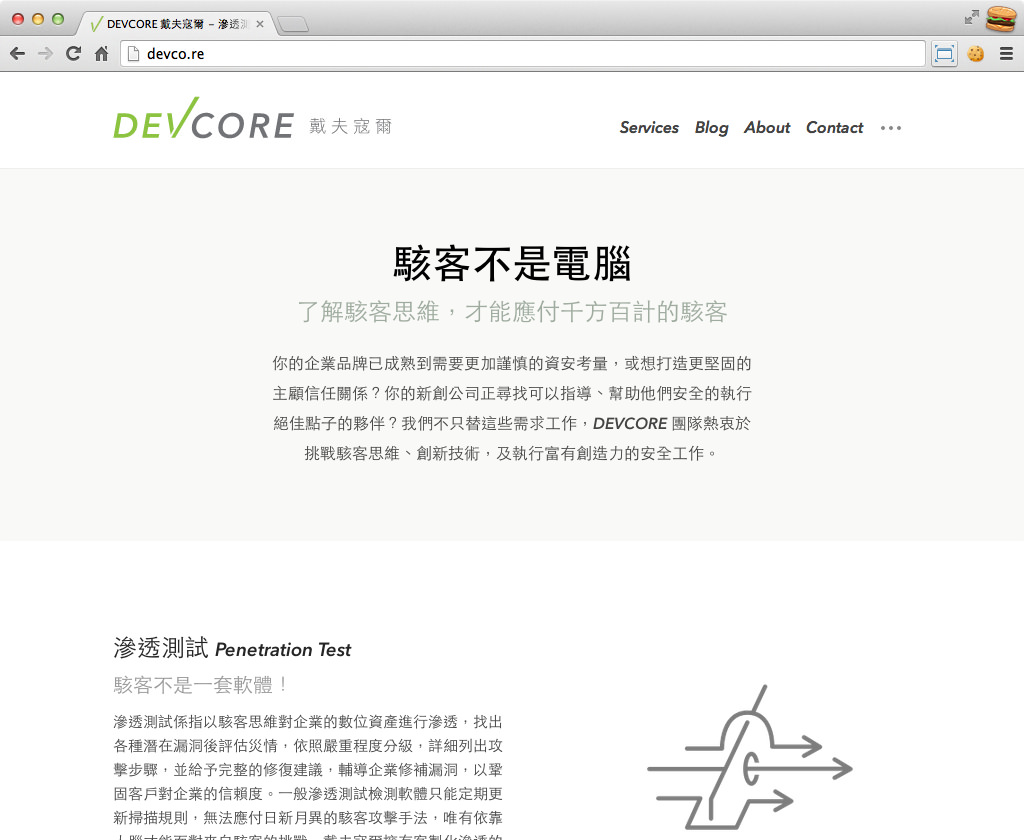 DEVCORE 戴夫寇爾 – 滲透測
devco.re
DEVCORE 戴夫寇爾
Services Blog About Contact •••
駭客不是電腦
了解駭客思維，才能應付千方百計的駭客
你的企業品牌已成熟到需要更加謹慎的資安考量，或想打造更堅固的
主顧信任關係？你的新創公司正尋找可以指導、幫助他們安全的執行
絕佳點子的夥伴？我們不只替這些需求工作，DEVCORE 團隊熱衷於
挑戰駭客思維、創新技術，及執行富有創造力的安全工作。
滲透測試 Penetration Test
駭客不是一套軟體！
滲透測試係指以駭客思維對企業的數位資產進行滲透，找出
各種潛在漏洞後評估災情，依照嚴重程度分級，詳細列出攻
擊步驟，並給予完整的修復建議，輔導企業修補漏洞，以鞏
固客戶對企業的信賴度。一般滲透測試檢測軟體只能定期更
新掃描規則，無法應付日新月異的駭客攻擊手法，唯有依靠